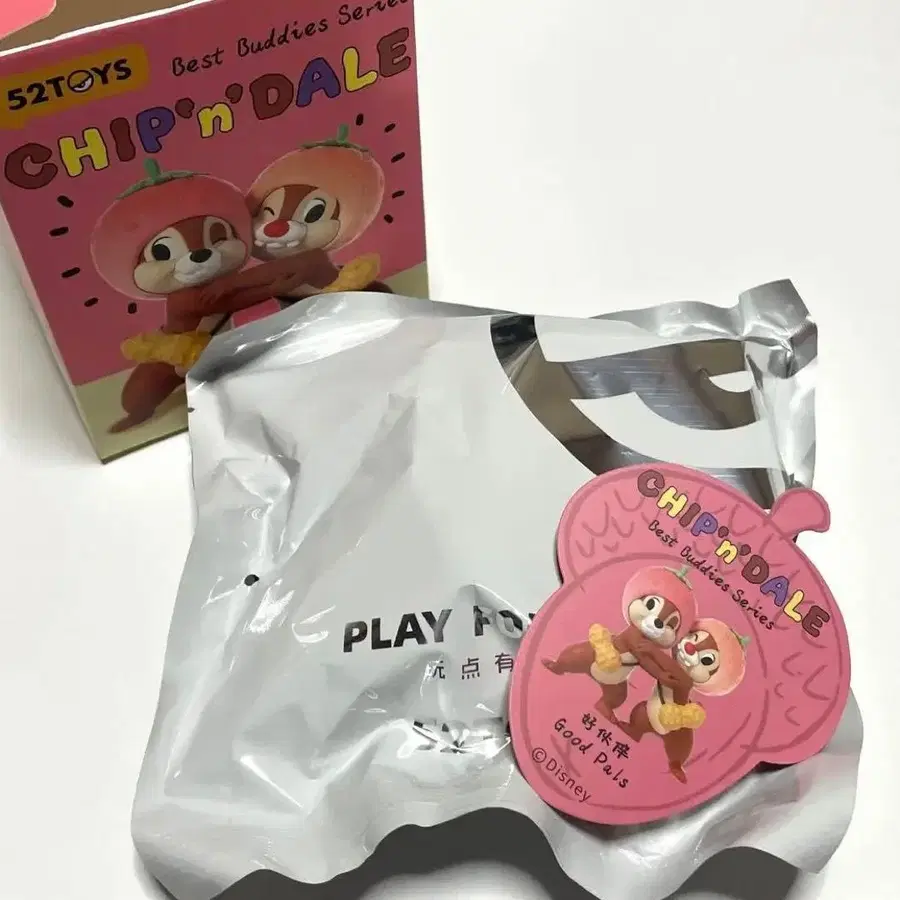 52TOYS
Best Buddies Series
CHIP'n'DALE
PLAY FO
玩点有
52T
CHIP'n'DALE
Best Buddies Series
好伙伴
Good Pals
©Disney